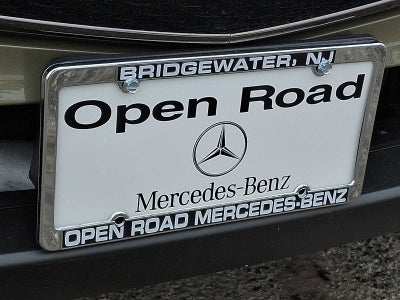 BRIDGEWATER, NJ
Open Road
Mercedes-Benz
OPEN ROAD MERCEDES-BENZ